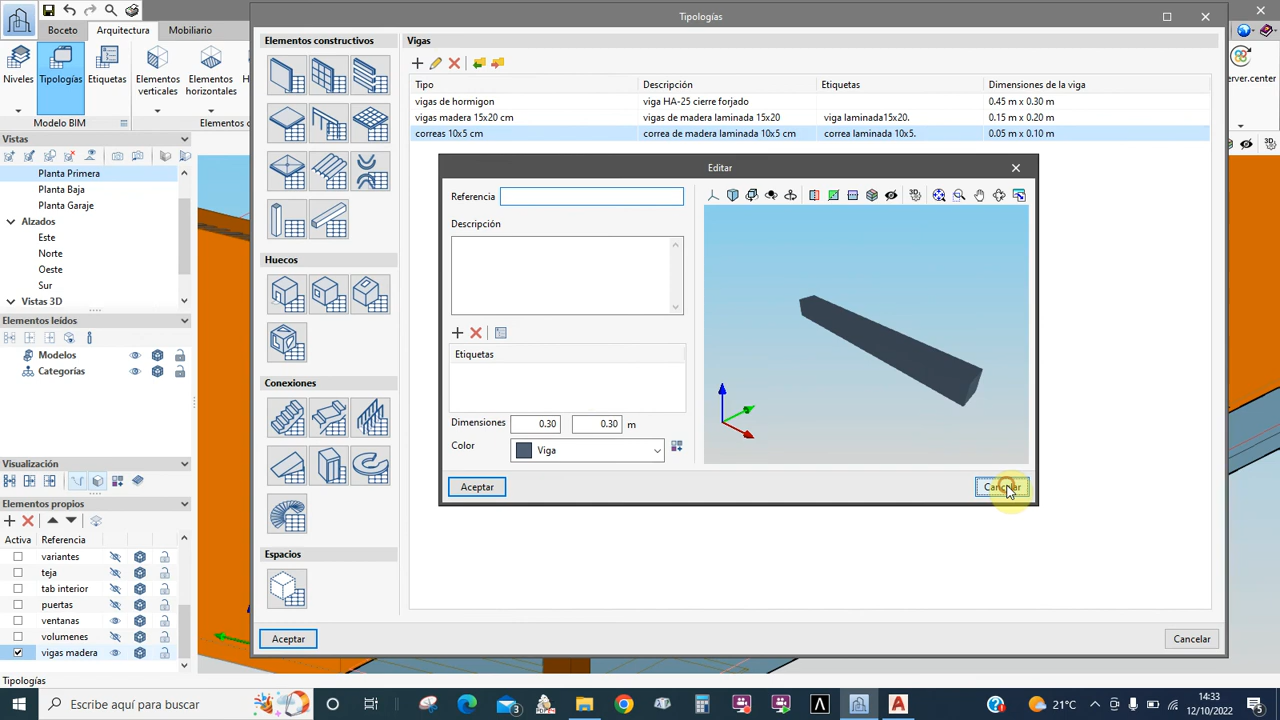 Tipologías
Boceto
Arquitectura
Mobiliario
Niveles
Tipologías
Etiquetas
Elementos
verticales
Elementos
horizontales
Modelo BIM
Elementos c
erver.center
Vistas
Planta Primera
Planta Baja
Planta Garaje
Alzados
Este
Norte
Oeste
Sur
Vistas 3D
Elementos leídos
Modelos
Categorías
Visualización
Elementos propios
Activa
Referencia
variantes
teja
tab interior
puertas
ventanas
volumenes
vigas madera
Tipologías
Elementos constructivos
Huecos
Conexiones
Espacios
Vigas
Tipo Descripción Etiquetas Dimensiones de la viga
vigas de hormigon viga HA-25 cierre forjado 0.45 m x 0.30 m
vigas madera 15x20 cm vigas de madera laminada 15x20 viga laminada15x20. 0.15 m x 0.20 m
correas 10x5 cm correa de madera laminada 10x5 cm correa laminada 10x5. 0.05 m x 0.10 m
Editar
Referencia
Descripción
Etiquetas
Dimensiones 0.30 0.30 m
Color Viga
Aceptar Cancelar
Aceptar Cancelar
Escribe aquí para buscar
3
21°C
14:33
12/10/2022
5